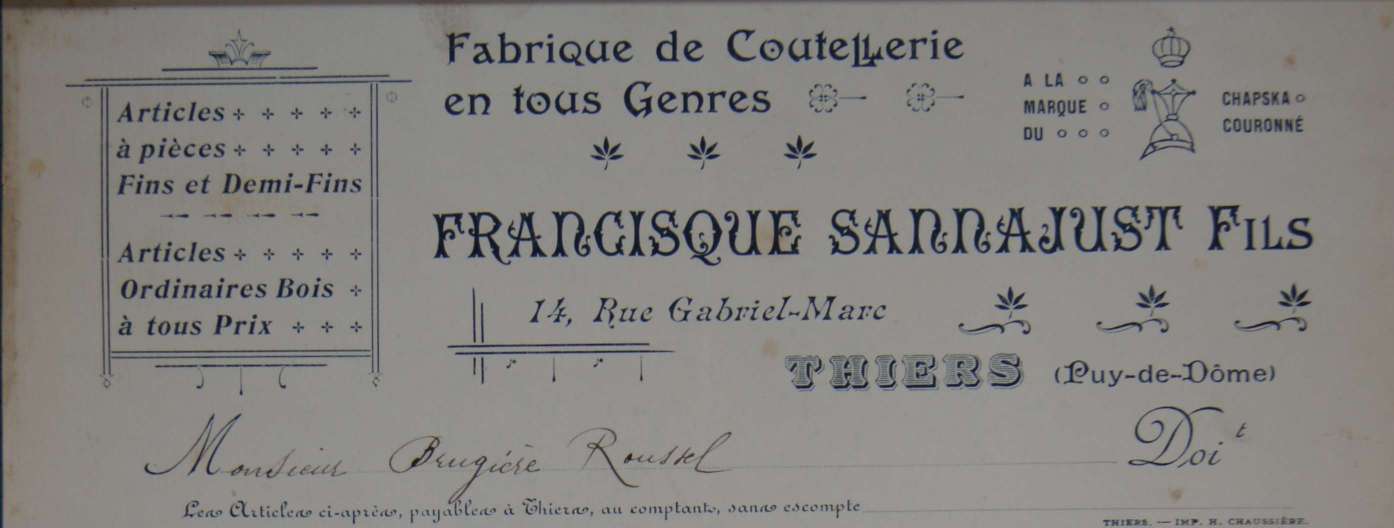 Fabrique de Coutellerie
en tous Genres
A LA
MARQUE
DU
CHAPSKA
COURONNÉ
Articles
à pièces
Fins et Demi-Fins
Articles
Ordinaires Bois
à tous Prix
FRANCISQUE SANNAJUST FILS
14, Rue Gabriel-Marc
THIERS (Puy-de-Dôme)
Monsieur Brugière Roussel Doit
Les Articles ci-après, payables à Thiers, au comptant, sans escompte
THIERS. — IMP. H. CHAUSSIÈRE.